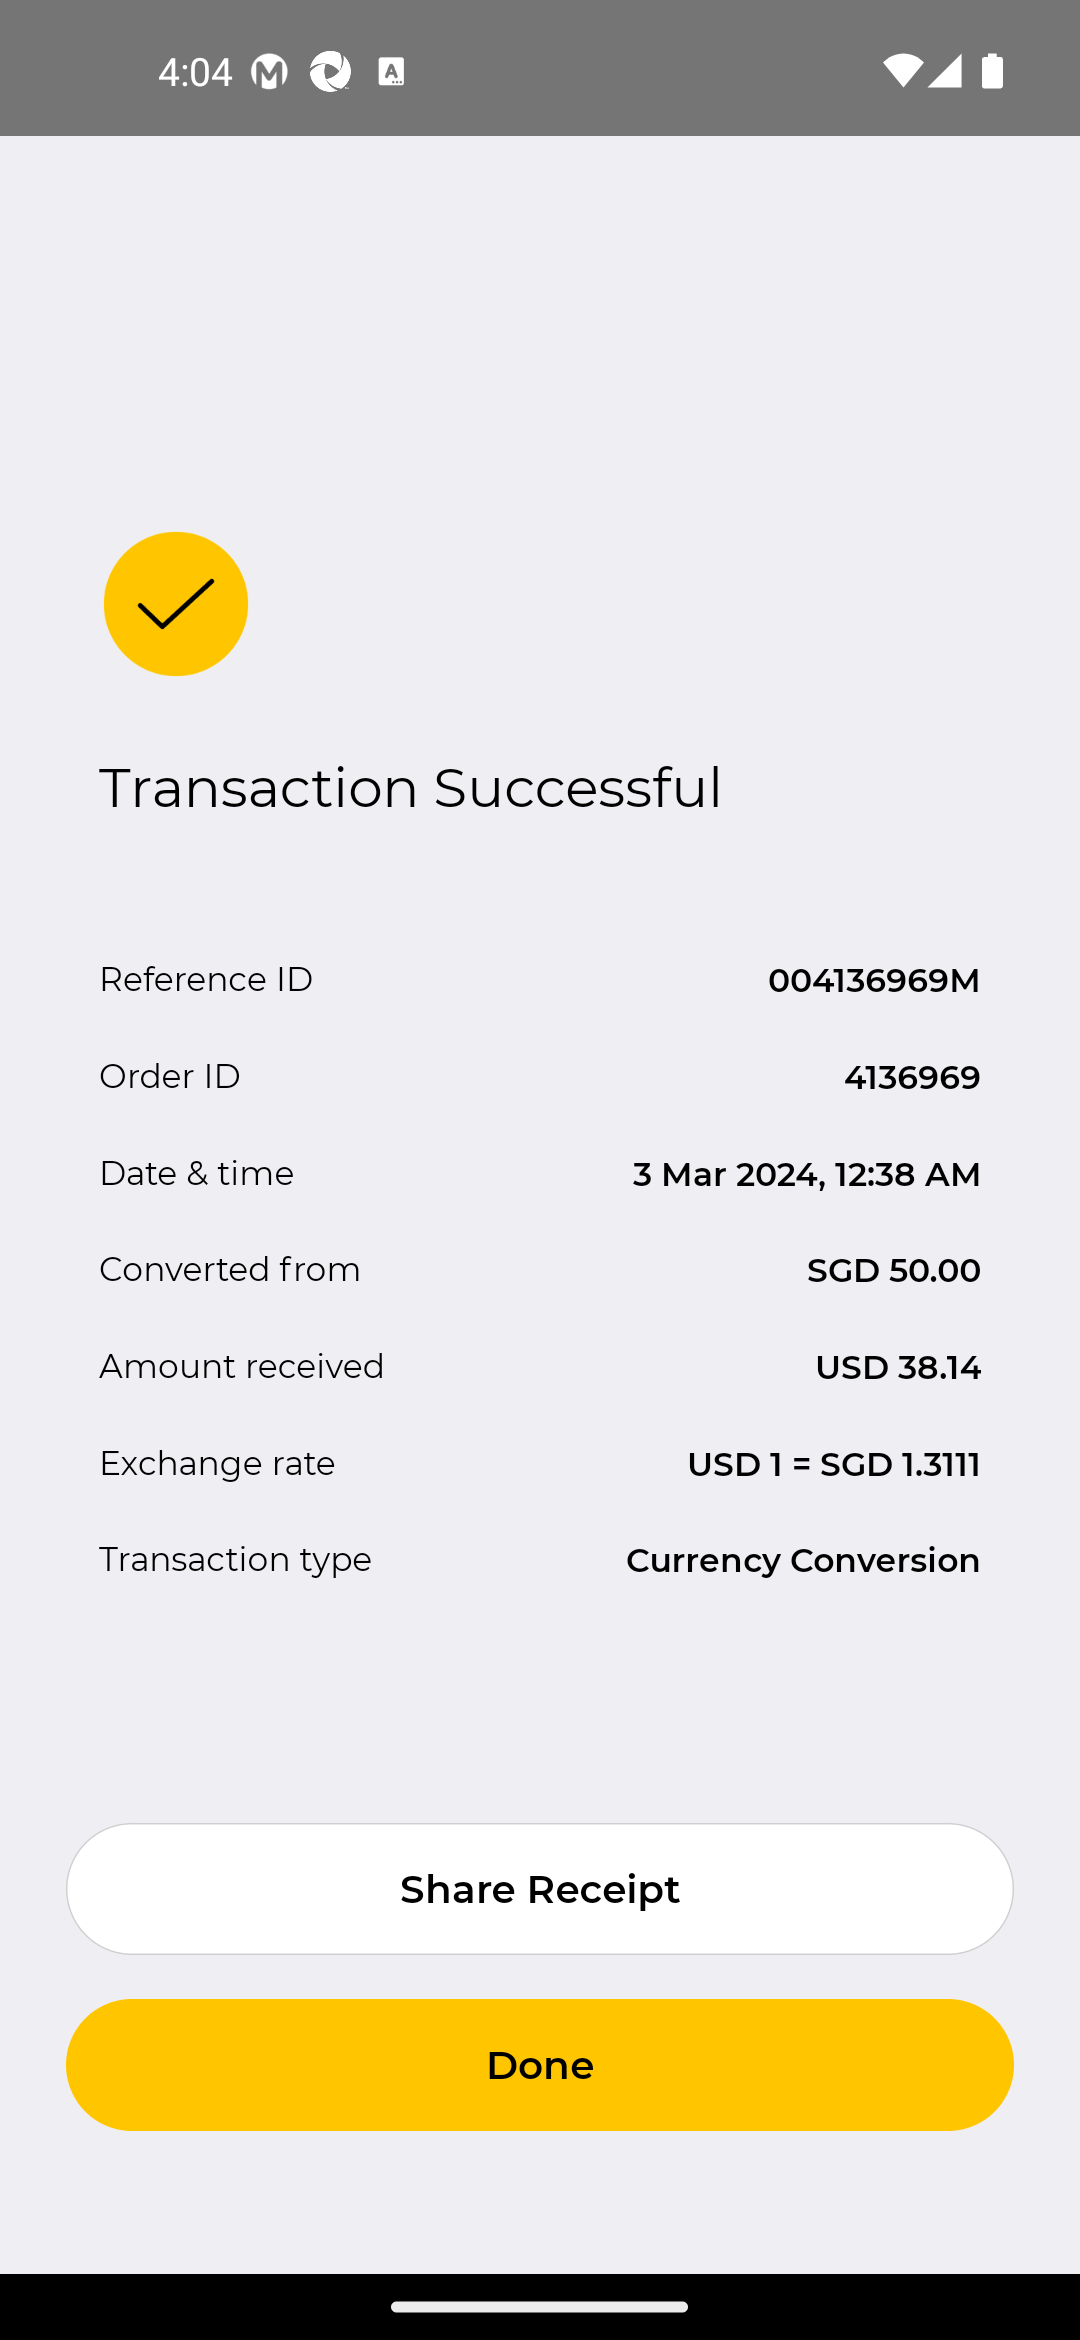 4:04
Transaction Successful
Reference ID 004136969M
Order ID 4136969
Date & time 3 Mar 2024, 12:38 AM
Converted from SGD 50.00
Amount received USD 38.14
Exchange rate USD 1 = SGD 1.3111
Transaction type Currency Conversion
Share Receipt
Done